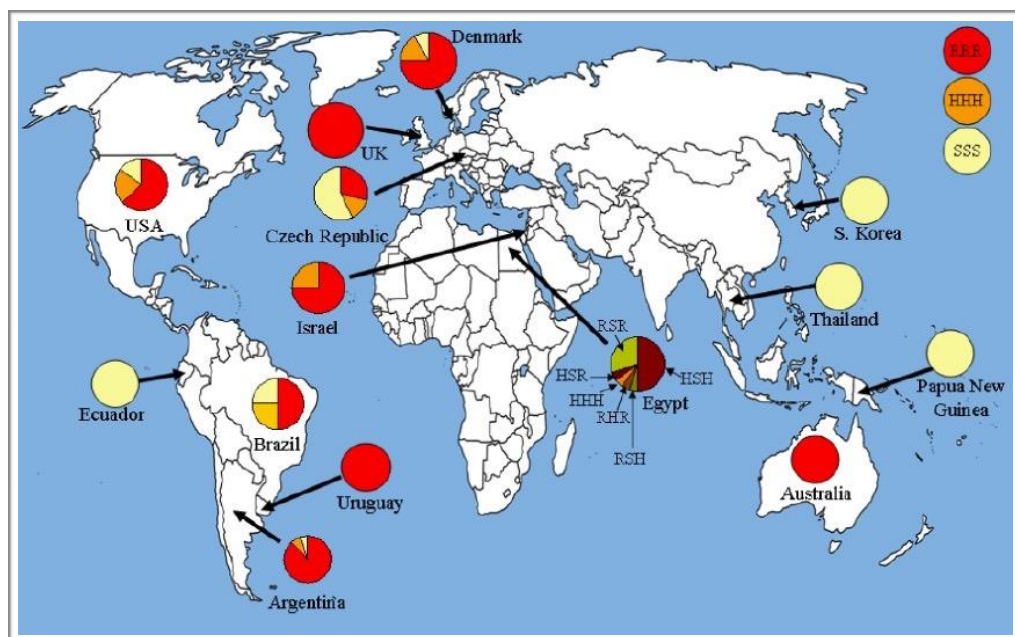 Denmark
RRR
HHH
SSS
UK
USA
Czech Republic
S. Korea
Israel
Thailand
RSR
HSR
HSH
HHH
Egypt
RHR
RSH
Papua New
Guinea
Ecuador
Brazil
Uruguay
Australia
Argentina